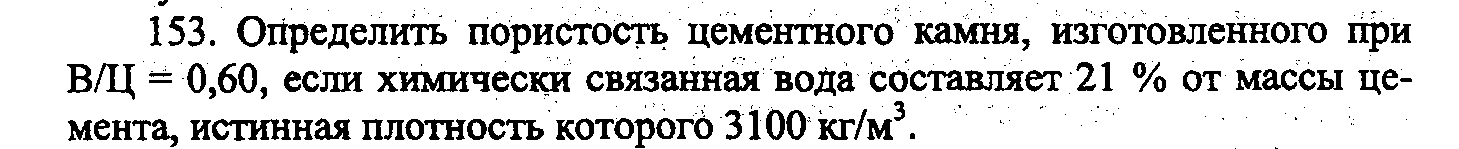 153. Определить пористость цементного камня, изготовленного при
В/Ц = 0,60, если химически связанная вода составляет 21 % от массы це-
мента, истинная плотность которого 3100 кг/м³.